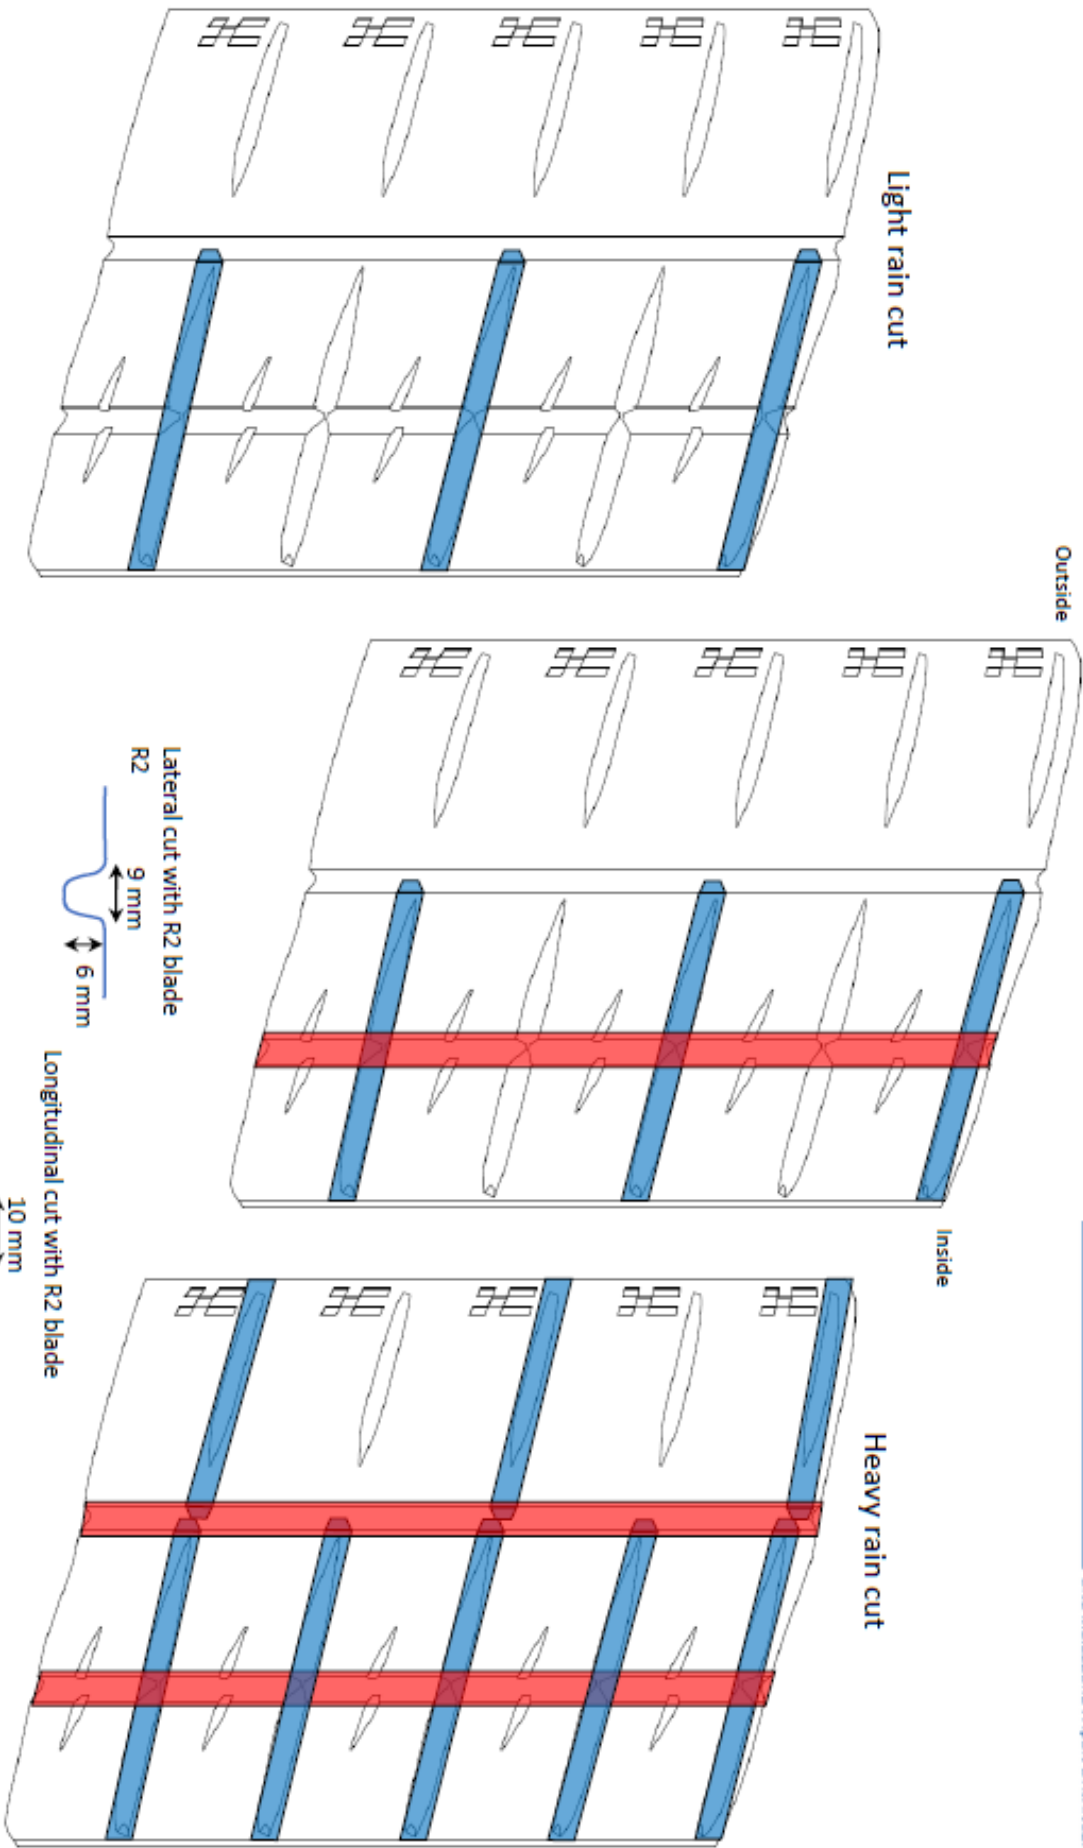 Light rain cut
Outside
Inside
Heavy rain cut
Lateral cut with R2 blade
R2
9 mm
6 mm
Longitudinal cut with R2 blade
10 mm